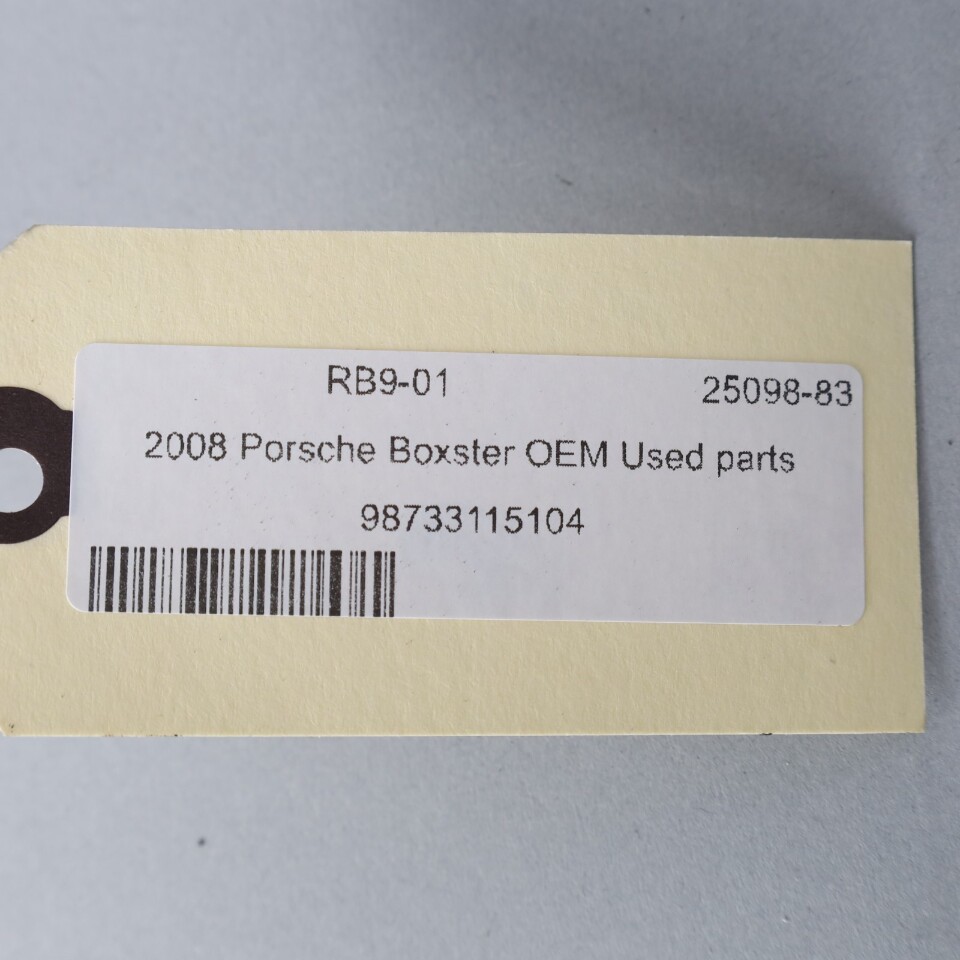 RB9-01 25098-83
2008 Porsche Boxster OEM Used parts
98733115104